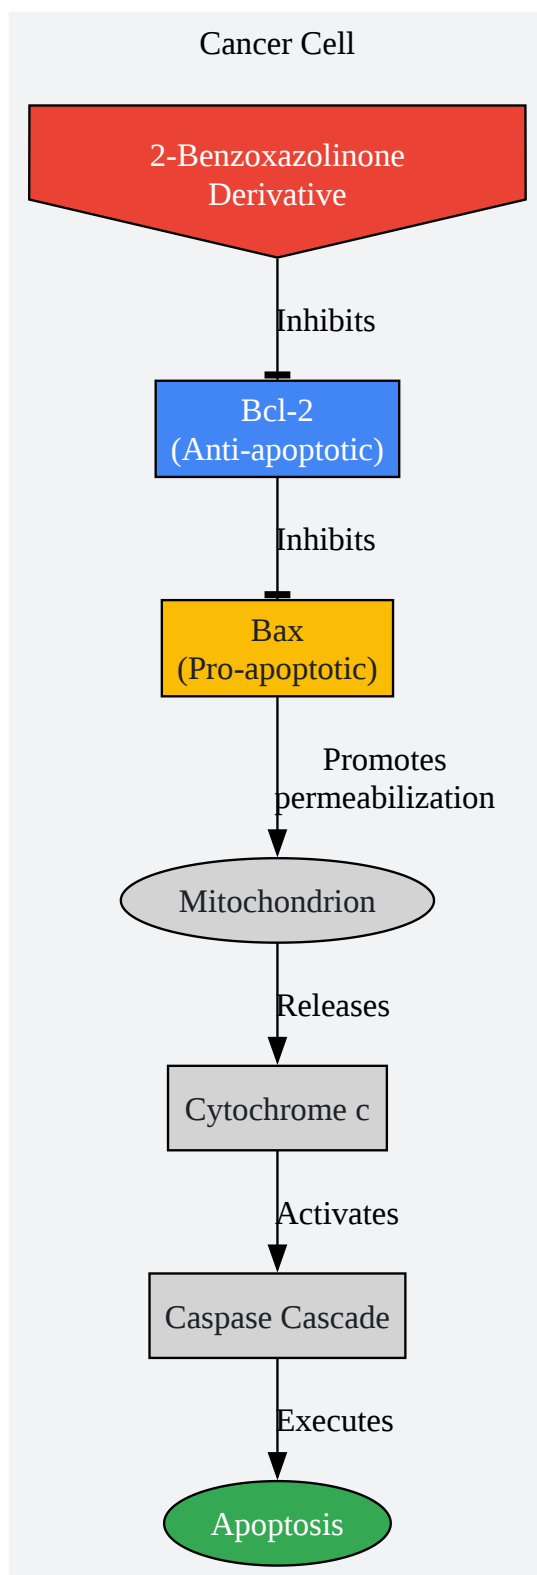 Cancer Cell
2-Benzoxazolinone
Derivative
Inhibits
Bcl-2
(Anti-apoptotic)
Inhibits
Bax
(Pro-apoptotic)
Promotes
permeabilization
Mitochondrion
Releases
Cytochrome c
Activates
Caspase Cascade
Executes
Apoptosis